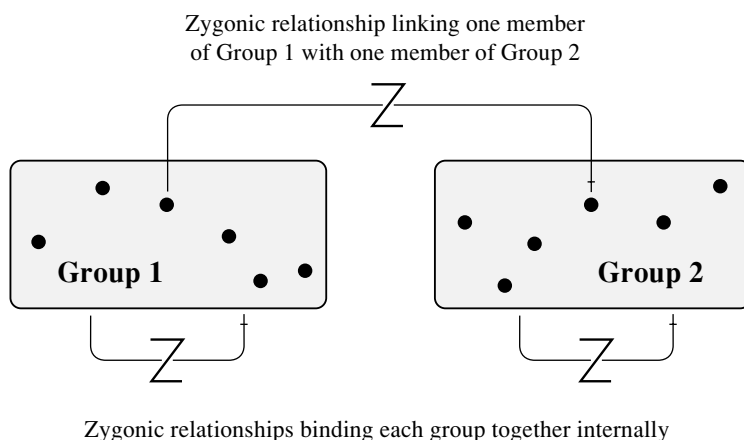 Zygonic relationship linking one member
of Group 1 with one member of Group 2
Z
Group 1
Group 2
Z
Z
Zygonic relationships binding each group together internally